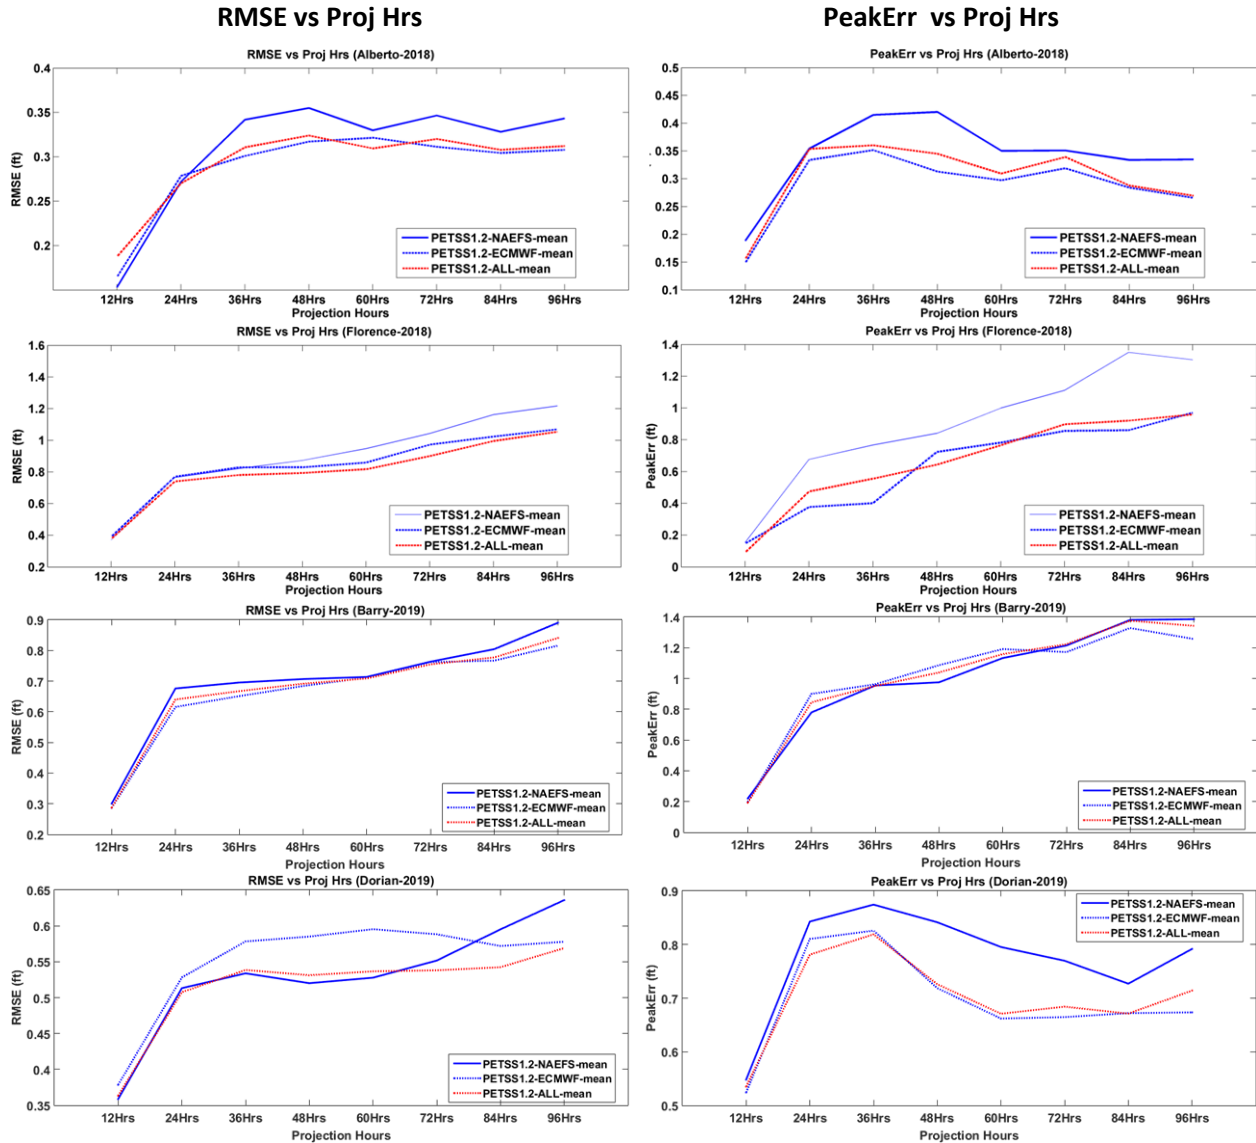 RMSE vs Proj Hrs
PeakErr vs Proj Hrs
RMSE vs Proj Hrs (Alberto-2018)
0.4
0.35
0.3
0.25
0.2
RMSE (ft)
PETSS1.2-NAEFS-mean
PETSS1.2-ECMWF-mean
PETSS1.2-ALL-mean
12Hrs 24Hrs 36Hrs 48Hrs 60Hrs 72Hrs 84Hrs 96Hrs
Projection Hours
PeakErr vs Proj Hrs (Alberto-2018)
0.5
0.45
0.4
0.35
0.3
0.25
0.2
0.15
0.1
PeakErr (ft)
PETSS1.2-NAEFS-mean
PETSS1.2-ECMWF-mean
PETSS1.2-ALL-mean
12Hrs 24Hrs 36Hrs 48Hrs 60Hrs 72Hrs 84Hrs 96Hrs
Projection Hours
RMSE vs Proj Hrs (Florence-2018)
1.6
1.4
1.2
1
0.8
0.6
0.4
0.2
RMSE (ft)
PETSS1.2-NAEFS-mean
PETSS1.2-ECMWF-mean
PETSS1.2-ALL-mean
12Hrs 24Hrs 36Hrs 48Hrs 60Hrs 72Hrs 84Hrs 96Hrs
Projection Hours
PeakErr vs Proj Hrs (Florence-2018)
1.4
1.2
1
0.8
0.6
0.4
0.2
0
PeakErr (ft)
PETSS1.2-NAEFS-mean
PETSS1.2-ECMWF-mean
PETSS1.2-ALL-mean
12Hrs 24Hrs 36Hrs 48Hrs 60Hrs 72Hrs 84Hrs 96Hrs
Projection Hours
RMSE vs Proj Hrs (Barry-2019)
0.9
0.8
0.7
0.6
0.5
0.4
0.3
0.2
RMSE (ft)
PETSS1.2-NAEFS-mean
PETSS1.2-ECMWF-mean
PETSS1.2-ALL-mean
12Hrs 24Hrs 36Hrs 48Hrs 60Hrs 72Hrs 84Hrs 96Hrs
Projection Hours
PeakErr vs Proj Hrs (Barry-2019)
1.4
1.2
1
0.8
0.6
0.4
0.2
0
PeakErr (ft)
PETSS1.2-NAEFS-mean
PETSS1.2-ECMWF-mean
PETSS1.2-ALL-mean
12Hrs 24Hrs 36Hrs 48Hrs 60Hrs 72Hrs 84Hrs 96Hrs
Projection Hours
RMSE vs Proj Hrs (Dorian-2019)
0.65
0.6
0.55
0.5
0.45
0.4
0.35
RMSE (ft)
PETSS1.2-NAEFS-mean
PETSS1.2-ECMWF-mean
PETSS1.2-ALL-mean
12Hrs 24Hrs 36Hrs 48Hrs 60Hrs 72Hrs 84Hrs 96Hrs
Projection Hours
PeakErr vs Proj Hrs (Dorian-2019)
0.9
0.8
0.7
0.6
0.5
PeakErr (ft)
PETSS1.2-NAEFS-mean
PETSS1.2-ECMWF-mean
PETSS1.2-ALL-mean
12Hrs 24Hrs 36Hrs 48Hrs 60Hrs 72Hrs 84Hrs 96Hrs
Projection Hours